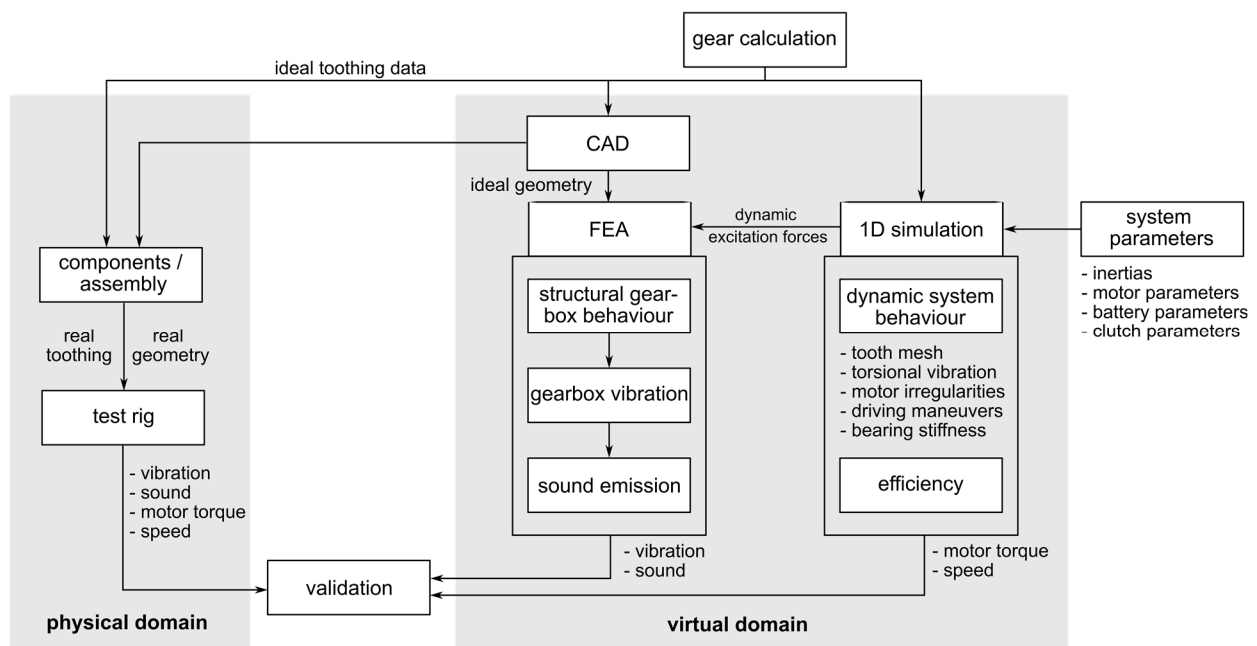 gear calculation
ideal toothing data
CAD
ideal geometry
FEA
dynamic
excitation forces
1D simulation
system
parameters
- inertias
- motor parameters
- battery parameters
- clutch parameters
components /
assembly
real
toothing
real
geometry
test rig
- vibration
- sound
- motor torque
- speed
structural gear-
box behaviour
gearbox vibration
sound emission
dynamic system
behaviour
- tooth mesh
- torsional vibration
- motor irregularities
- driving maneuvers
- bearing stiffness
efficiency
- vibration
- sound
- motor torque
- speed
validation
physical domain
virtual domain